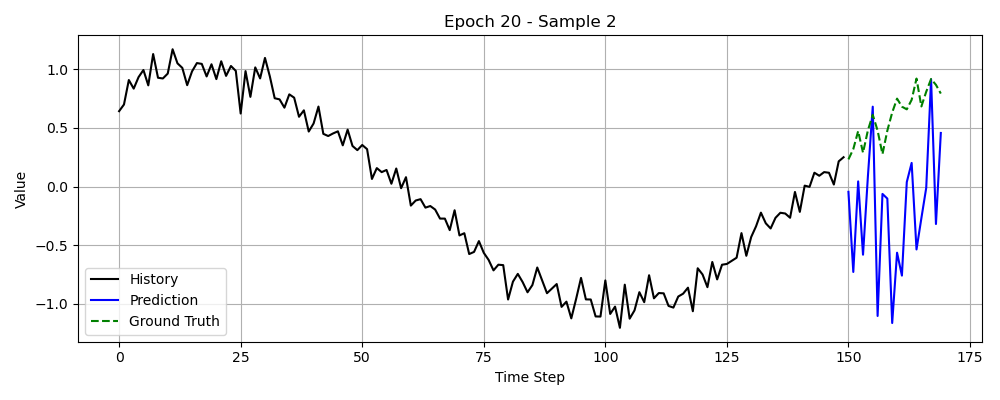 Epoch 20 - Sample 2
Value
1.0
0.5
0.0
−0.5
−1.0
History
Prediction
Ground Truth
0 25 50 75 100 125 150 175
Time Step